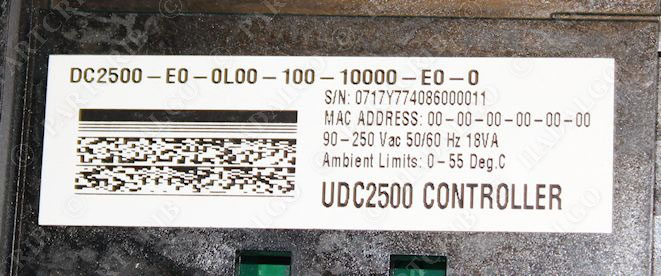 DC2500-E0-0L00-100-10000-E0-0
S/N: 0717Y774086000011
MAC ADDRESS: 00-00-00-00-00-00
90-250 Vac 50/60 Hz 18VA
Ambient Limits: 0-55 Deg.C
UDC2500 CONTROLLER